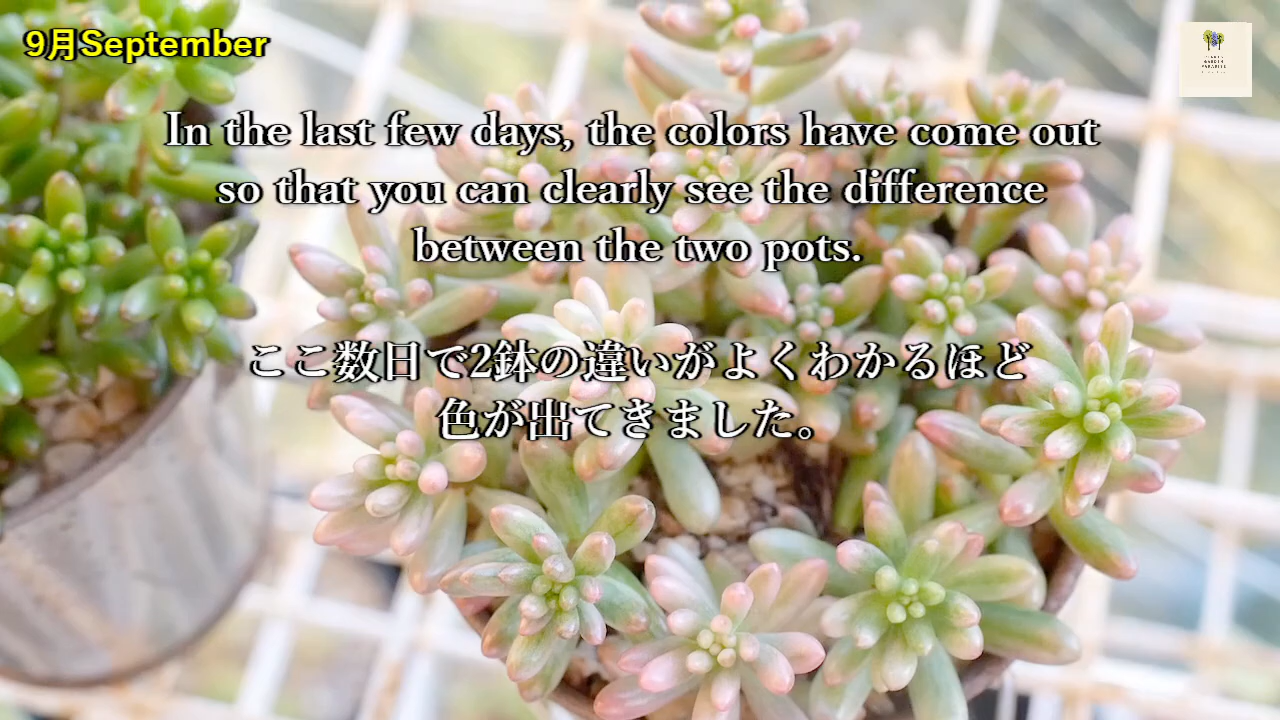 9月September
In the last few days, the colors have come out
so that you can clearly see the difference
between the two pots.
ここ数日で2鉢の違いがよくわかるほど
色が出てきました。